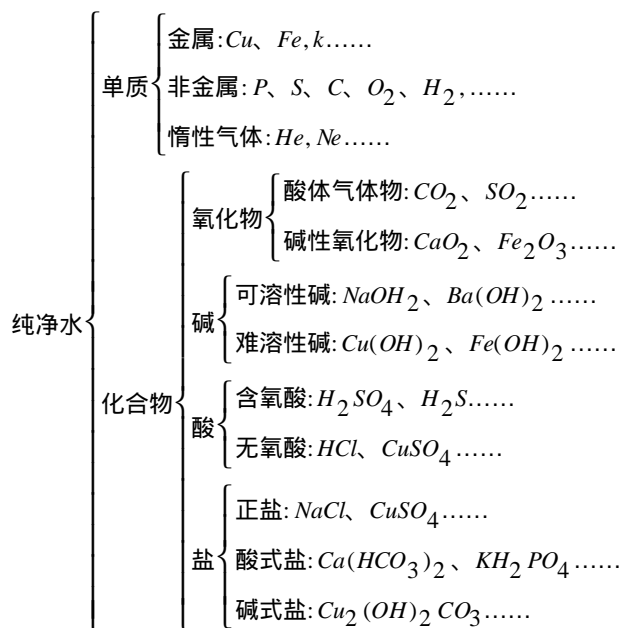 金属:Cu、Fe,k……
单质
非金属:P、S、C、O₂、H₂,……
惰性气体:He,Ne……
酸体气体物:CO₂、SO₂……
氧化物
碱性氧化物:CaO₂、Fe₂O₃……
可溶性碱:NaOH₂、Ba(OH)₂……
纯净水
碱
难溶性碱:Cu(OH)₂、Fe(OH)₂……
化合物
含氧酸:H₂SO₄、H₂S……
酸
无氧酸:HCl、CuSO₄……
正盐:NaCl、CuSO₄……
盐
酸式盐:Ca(HCO₃)₂、KH₂PO₄……
碱式盐:Cu₂(OH)₂CO₃……